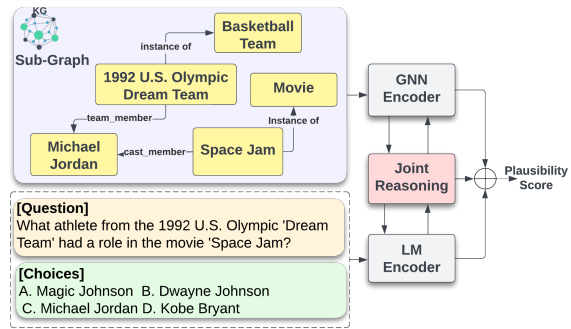 KG
Sub-Graph
Basketball
Team
instance of
1992 U.S. Olympic
Dream Team
Movie
team_member
Instance of
Michael
Jordan
cast_member
Space Jam
GNN
Encoder
Joint
Reasoning
Plausibility
Score
LM
Encoder
[Question]
What athlete from the 1992 U.S. Olympic 'Dream
Team' had a role in the movie 'Space Jam?
[Choices]
A. Magic Johnson B. Dwayne Johnson
C. Michael Jordan D. Kobe Bryant